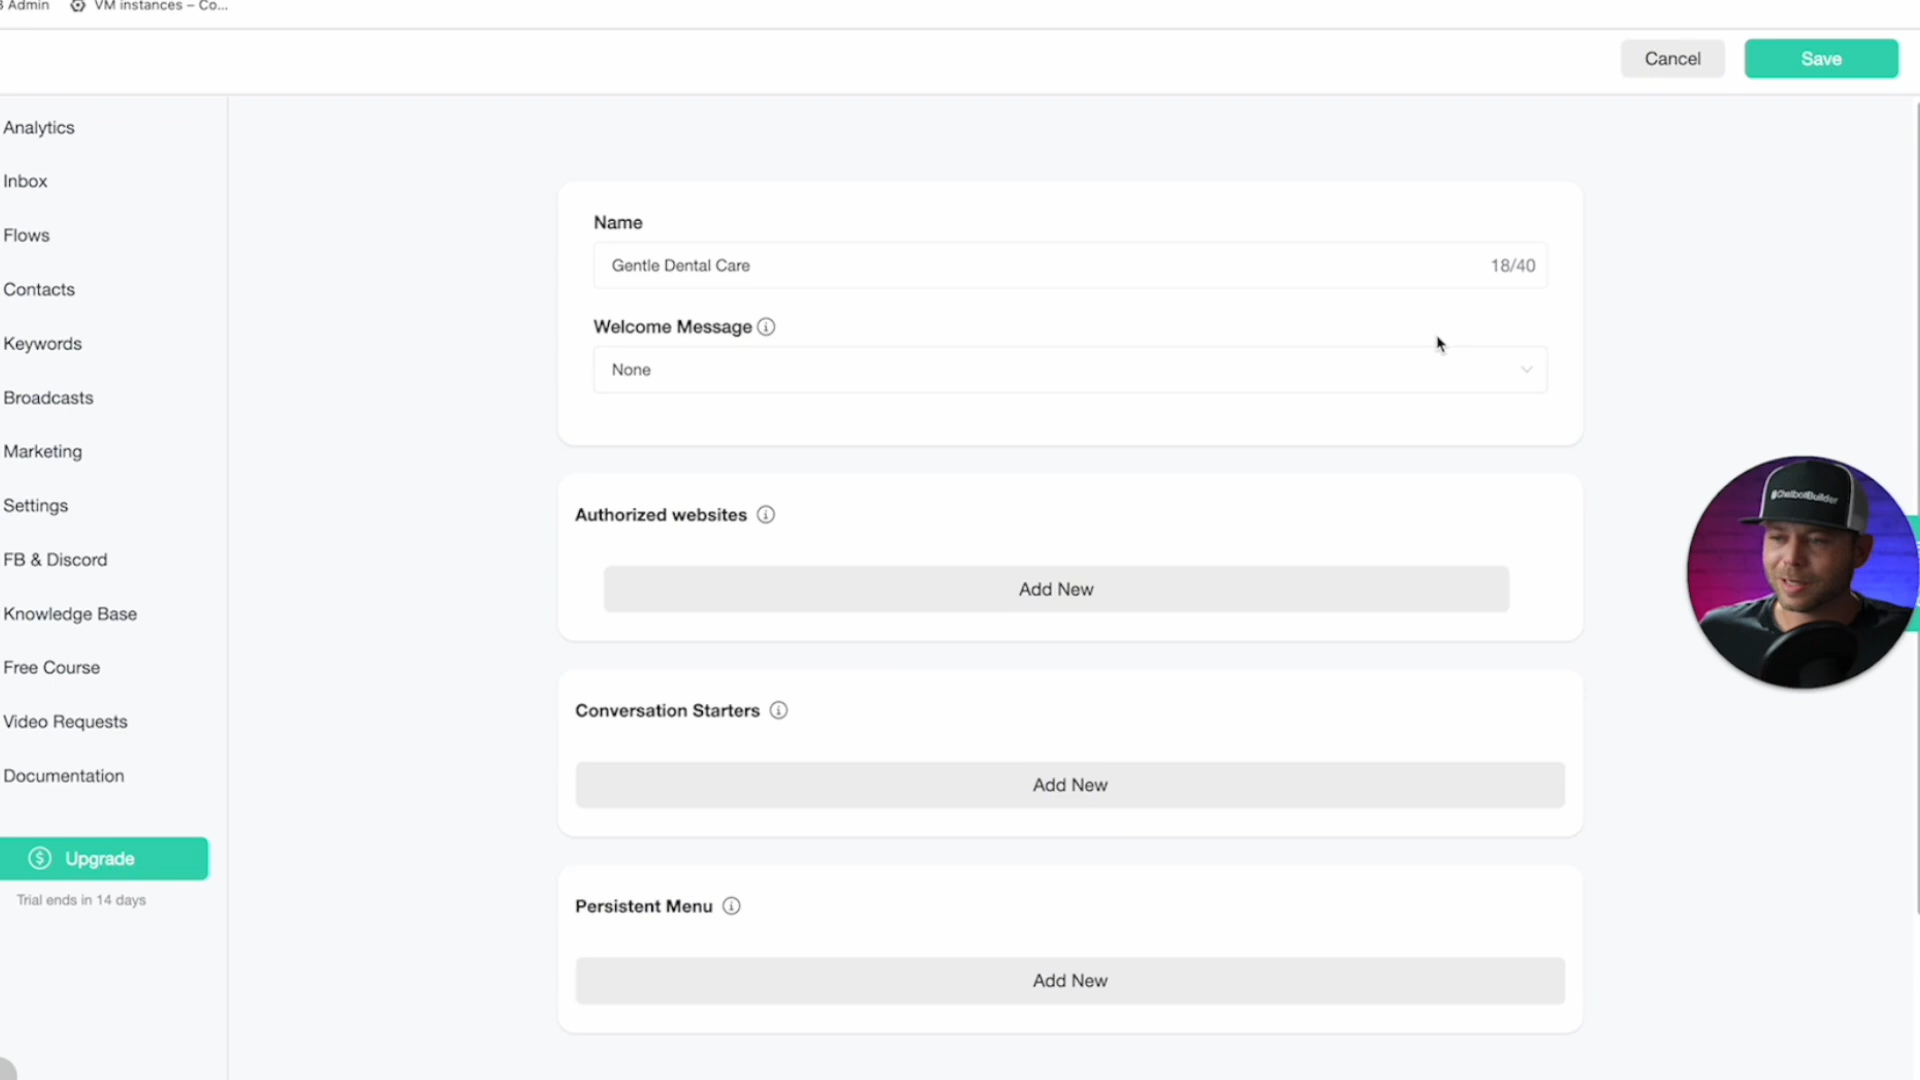 Admin
VM instances – Co...
Cancel
Save
Analytics
Inbox
Flows
Contacts
Keywords
Broadcasts
Marketing
Settings
FB & Discord
Knowledge Base
Free Course
Video Requests
Documentation
Upgrade
Trial ends in 14 days
Name
Gentle Dental Care
18/40
Welcome Message
None
Authorized websites
Add New
Conversation Starters
Add New
Persistent Menu
Add New
#ChatbotBuilder